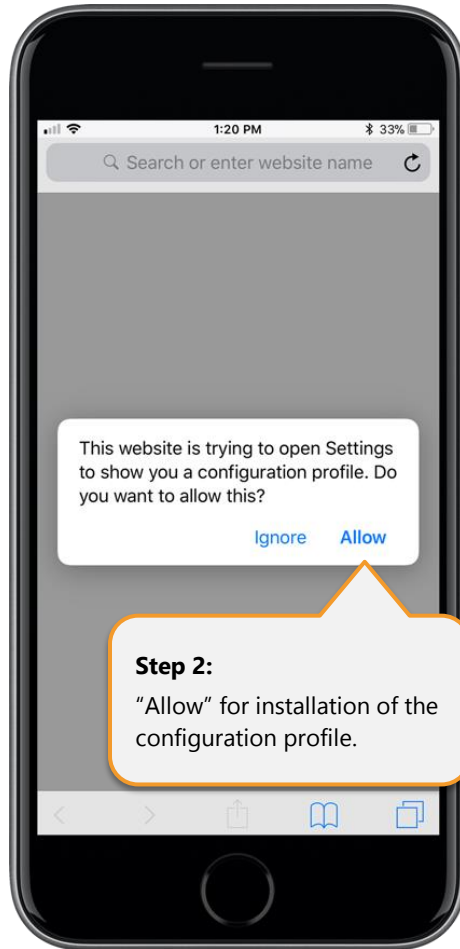 1:20 PM
33%
Search or enter website name
This website is trying to open Settings
to show you a configuration profile. Do
you want to allow this?
Ignore Allow
Step 2:
“Allow” for installation of the
configuration profile.